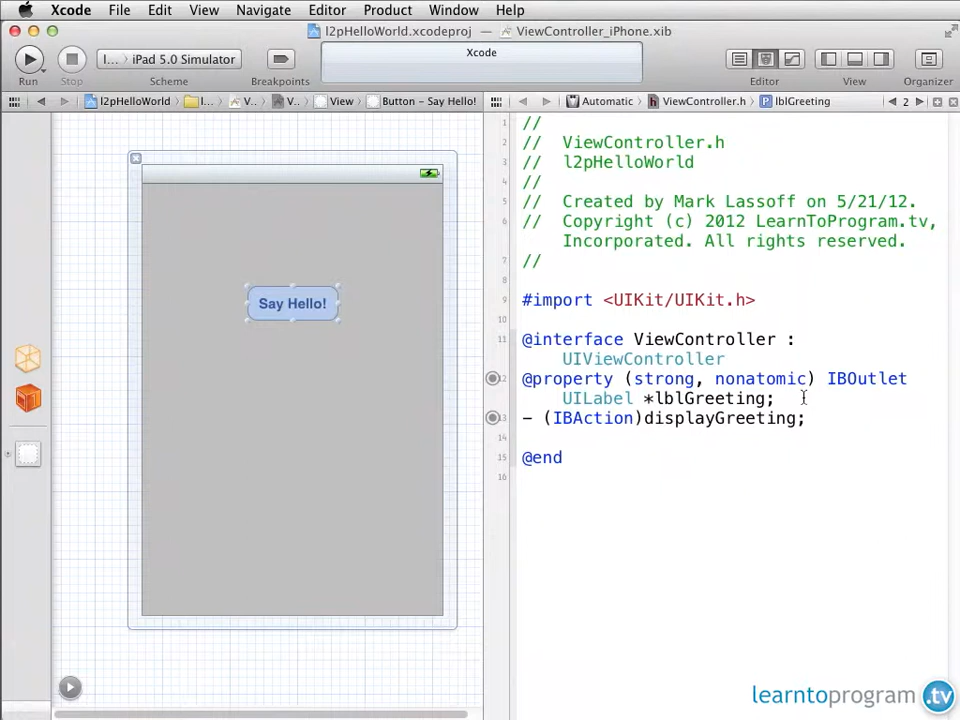 Xcode File Edit View Navigate Editor Product Window Help
l2pHelloWorld.xcodeproj — ViewController_iPhone.xib
Xcode
I... iPad 5.0 Simulator
Run Stop Scheme Breakpoints Editor View Organizer
l2pHelloWorld I... V... V... View Button - Say Hello! Automatic ViewController.h lblGreeting 2
1 //
2 // ViewController.h
3 // l2pHelloWorld
4 //
5 // Created by Mark Lassoff on 5/21/12.
6 // Copyright (c) 2012 LearnToProgram.tv,
Incorporated. All rights reserved.
7 //
8
9 #import <UIKit/UIKit.h>
10
11 @interface ViewController :
UIViewController
12 @property (strong, nonatomic) IBOutlet
UILabel *lblGreeting;
13 - (IBAction)displayGreeting;
14
15 @end
16
Say Hello!
learntoprogram.tv